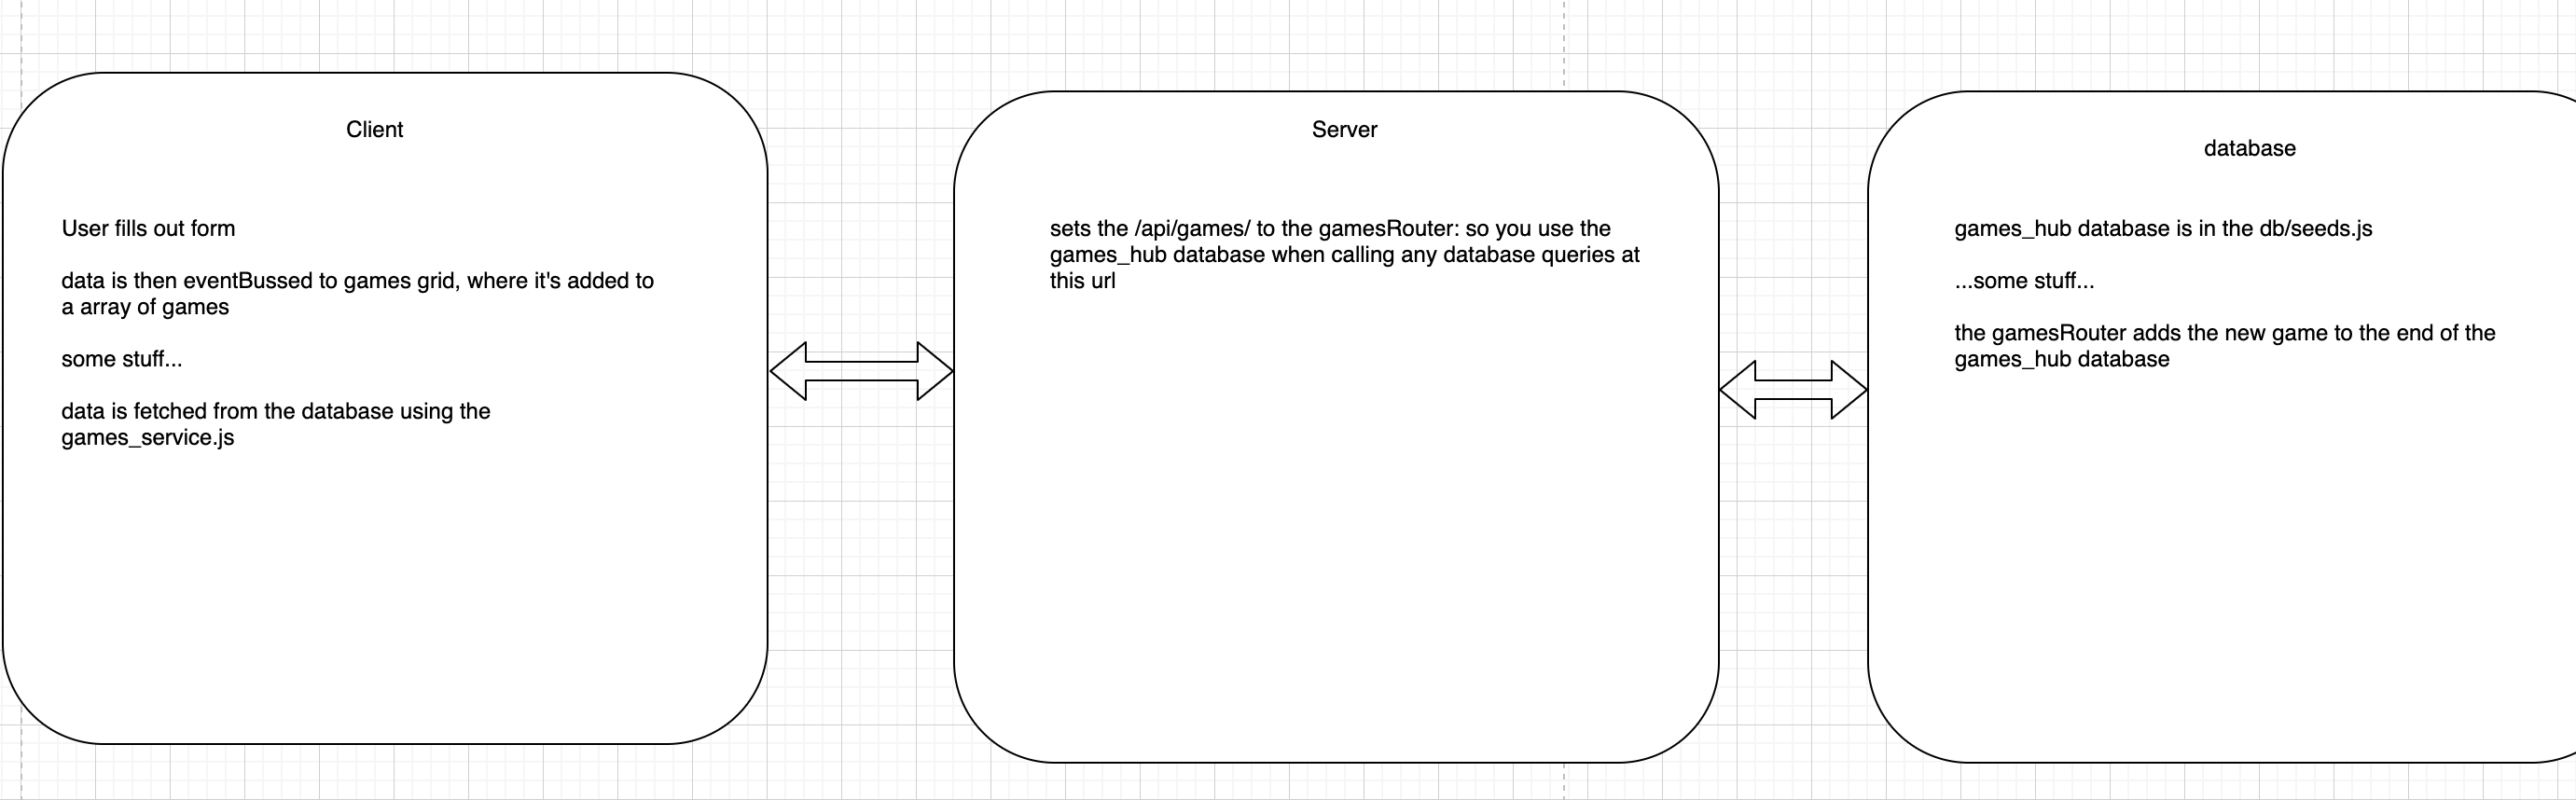 Client
User fills out form
data is then eventBussed to games grid, where it's added to
a array of games
some stuff...
data is fetched from the database using the
games_service.js
Server
sets the /api/games/ to the gamesRouter: so you use the
games_hub database when calling any database queries at
this url
database
games_hub database is in the db/seeds.js
...some stuff...
the gamesRouter adds the new game to the end of the
games_hub database